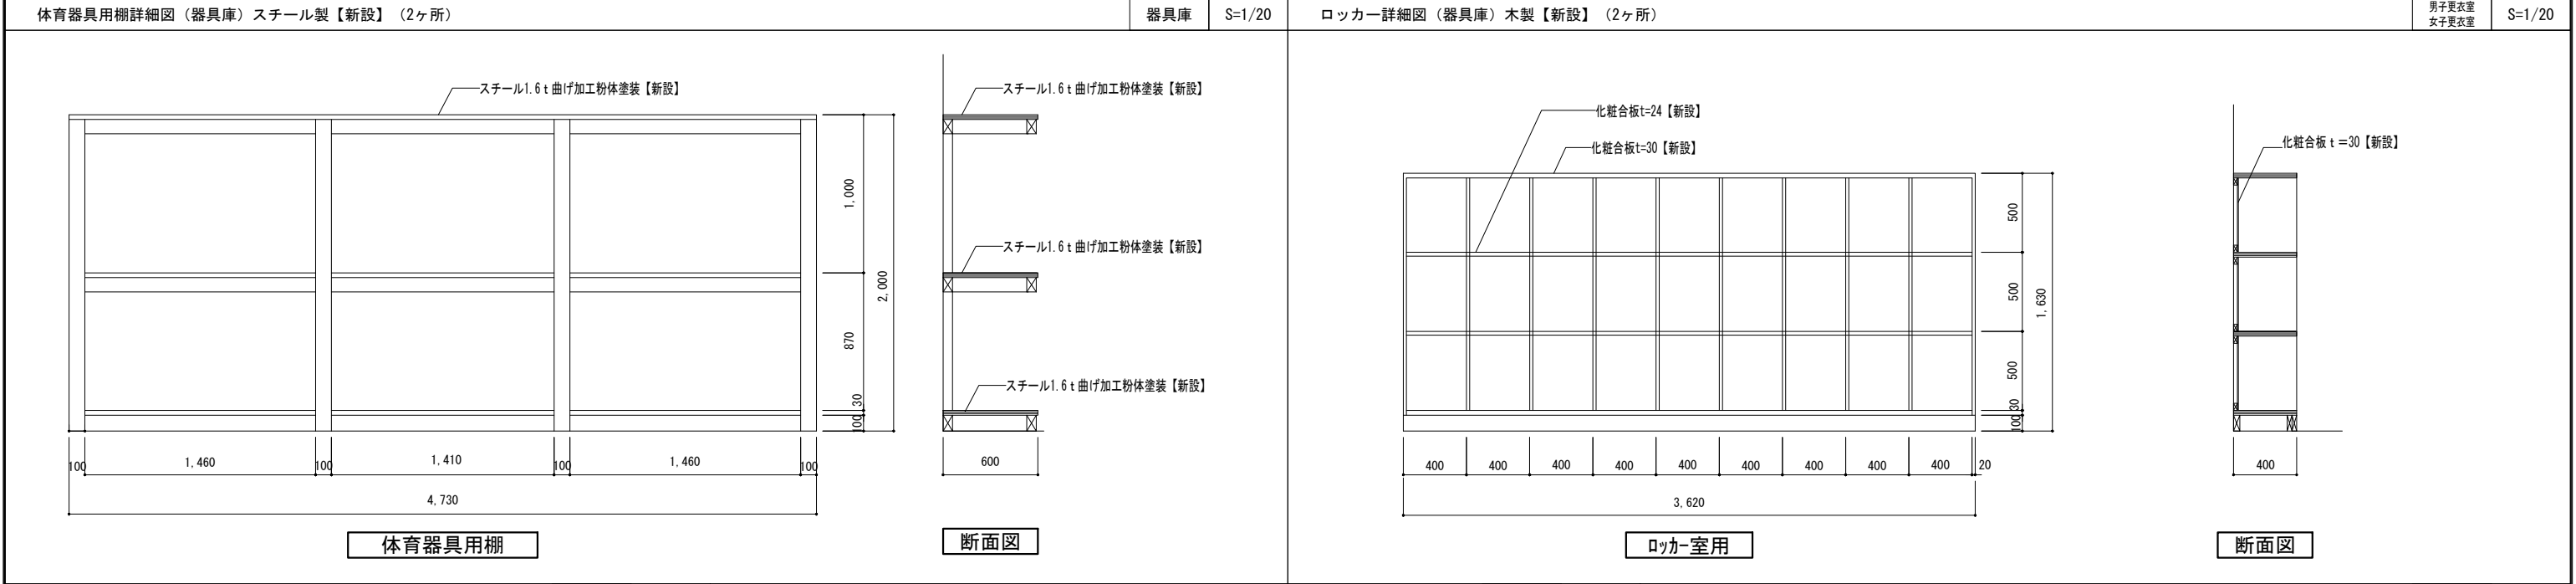 体育器具用棚詳細図（器具庫）スチール製【新設】（2ヶ所）
器具庫
S=1/20
スチール1.6ｔ曲げ加工粉体塗装【新設】
1,000
870
30
100
2,000
100
1,460
100
1,410
100
1,460
100
4,730
体育器具用棚
スチール1.6ｔ曲げ加工粉体塗装【新設】
スチール1.6ｔ曲げ加工粉体塗装【新設】
スチール1.6ｔ曲げ加工粉体塗装【新設】
600
断面図
ロッカー詳細図（器具庫）木製【新設】（2ヶ所）
男子更衣室
女子更衣室
S=1/20
化粧合板t=24【新設】
化粧合板t=30【新設】
500
500
500
30
100
1,630
400
400
400
400
400
400
400
400
400
20
3,620
ﾛｯｶｰ室用
化粧合板ｔ＝30【新設】
400
断面図